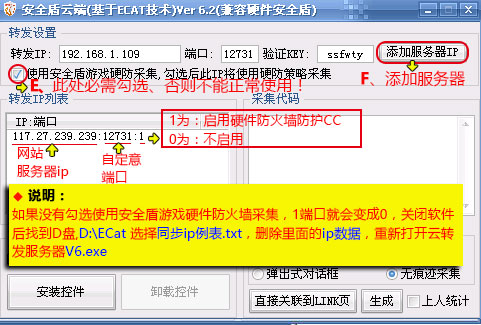 安全盾云端(基于ECAT技术)Ver 6.2(兼容硬件安全盾)
转发设置
转发IP: 192.168.1.109 端口: 12731 验证KEY: ssfwty 添加服务器IP
使用安全盾游戏硬防采集,勾选后此IP将使用硬防策略采集
F、添加服务器
E、此处必需勾选、否则不能正常使用！
转发IP列表
采集代码
IP:端口
117.27.239.239:12731:1
1为：启用硬件防火墙防护CC
0为：不启用
网站
服务器ip
自定意
端口
◆ 说明：
如果没有勾选使用安全盾游戏硬件防火墙采集，1端口就会变成0，关闭软件
后找到D盘,D:\ECat 选择同步ip例表.txt，删除里面的ip数据，重新打开云转
发服务器V6.exe
弹出式对话框
无痕迹采集
安装控件
卸载控件
直接关联到LINK页
生成
上人统计